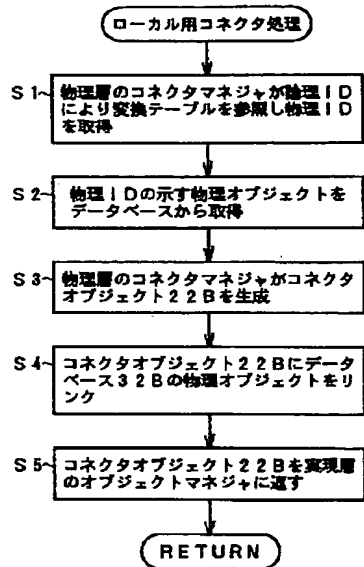 ローカル用コネクタ処理
S1
物理層のコネクタマネジャが論理ID
により変換テーブルを参照し物理ID
を取得
S2
物理IDの示す物理オブジェクトを
データベースから取得
S3
物理層のコネクタマネジャがコネクタ
オブジェクト22Bを生成
S4
コネクタオブジェクト22Bにデータ
ベース32Bの物理オブジェクトをリ
ンク
S5
コネクタオブジェクト22Bを実現層
のオブジェクトマネジャに返す
RETURN